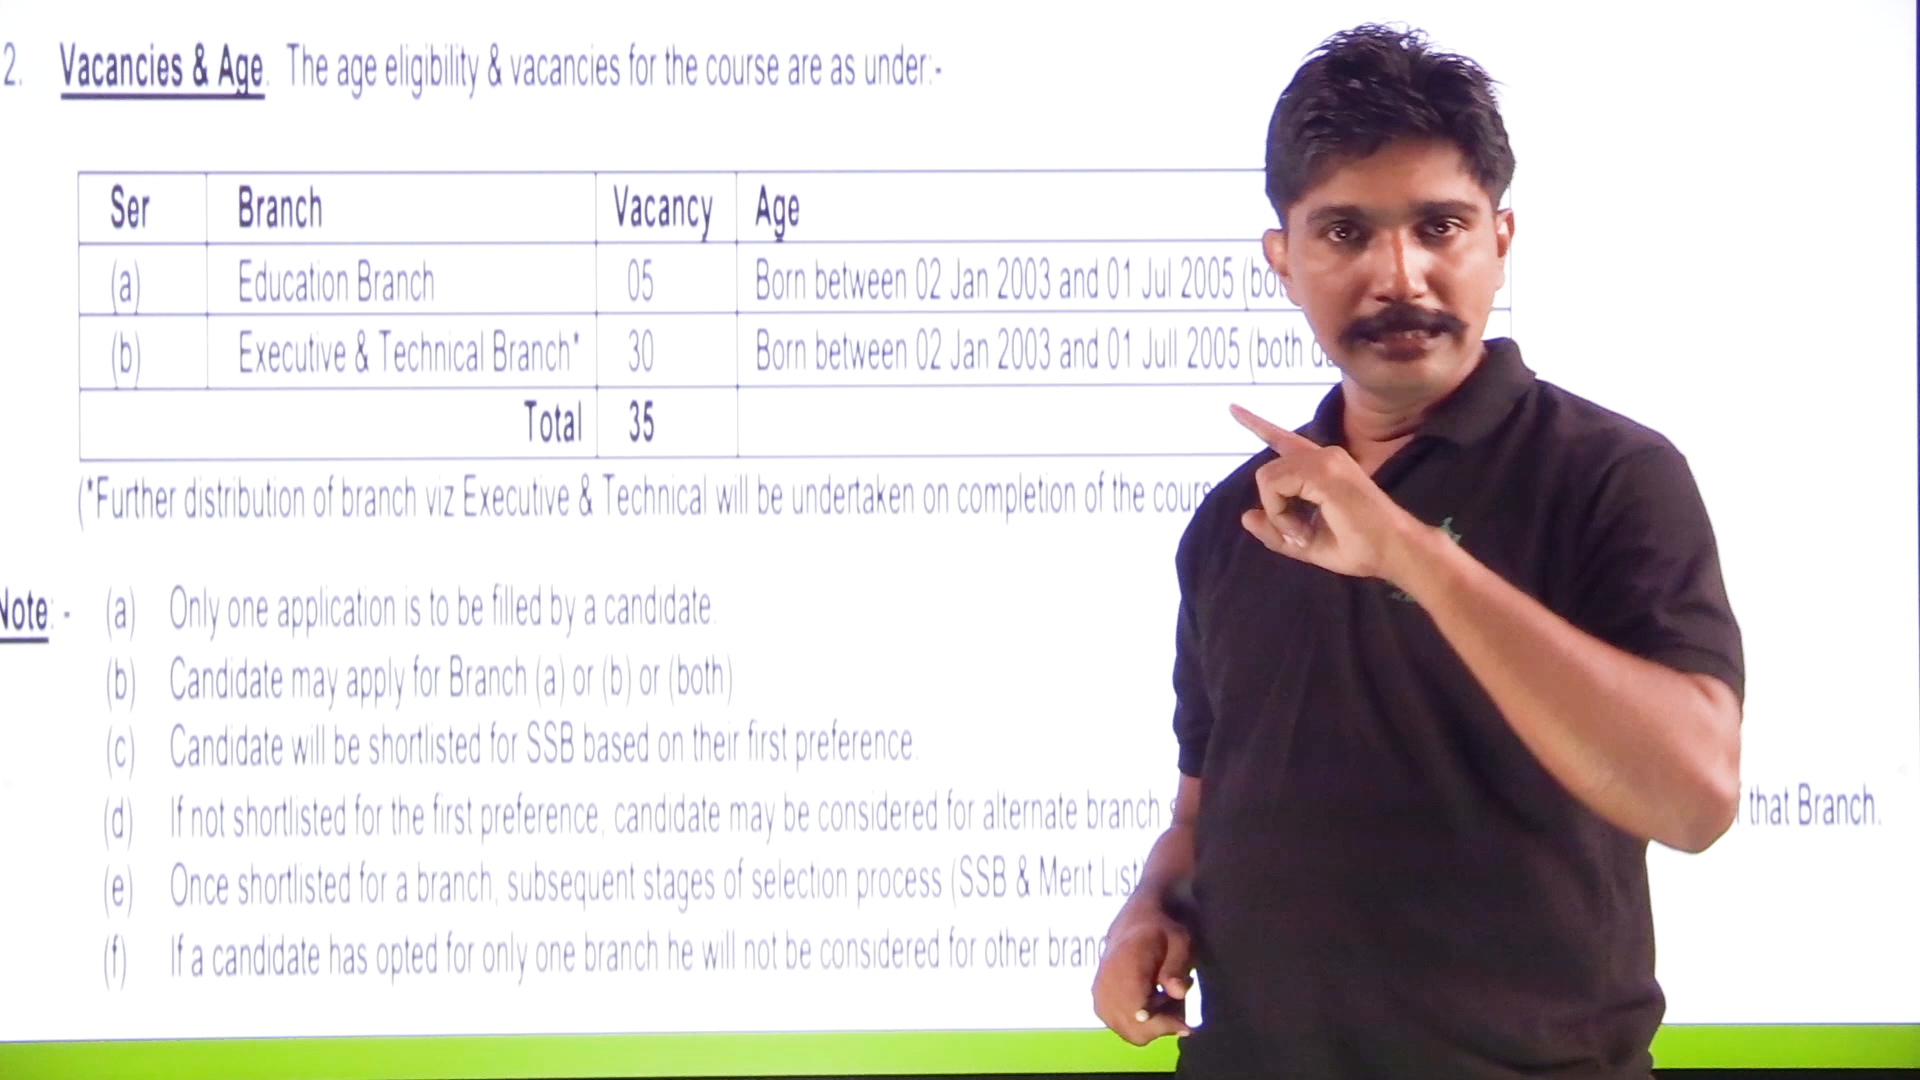 2. Vacancies & Age. The age eligibility & vacancies for the course are as under:-
Ser Branch Vacancy Age
(a) Education Branch 05 Born between 02 Jan 2003 and 01 Jul 2005
(b) Executive & Technical Branch* 30 Born between 02 Jan 2003 and 01 Jull 2005 (both
Total 35
(*Further distribution of branch viz Executive & Technical will be undertaken on completion of the
Note: - (a) Only one application is to be filled by a candidate.
(b) Candidate may apply for Branch (a) or (b) or (both)
(c) Candidate will be shortlisted for SSB based on their first preference.
(d) If not shortlisted for the first preference, candidate may be considered for alternate branch that Branch.
(e) Once shortlisted for a branch, subsequent stages of selection process (SSB & Merit List)
(f) If a candidate has opted for only one branch he will not be considered for other